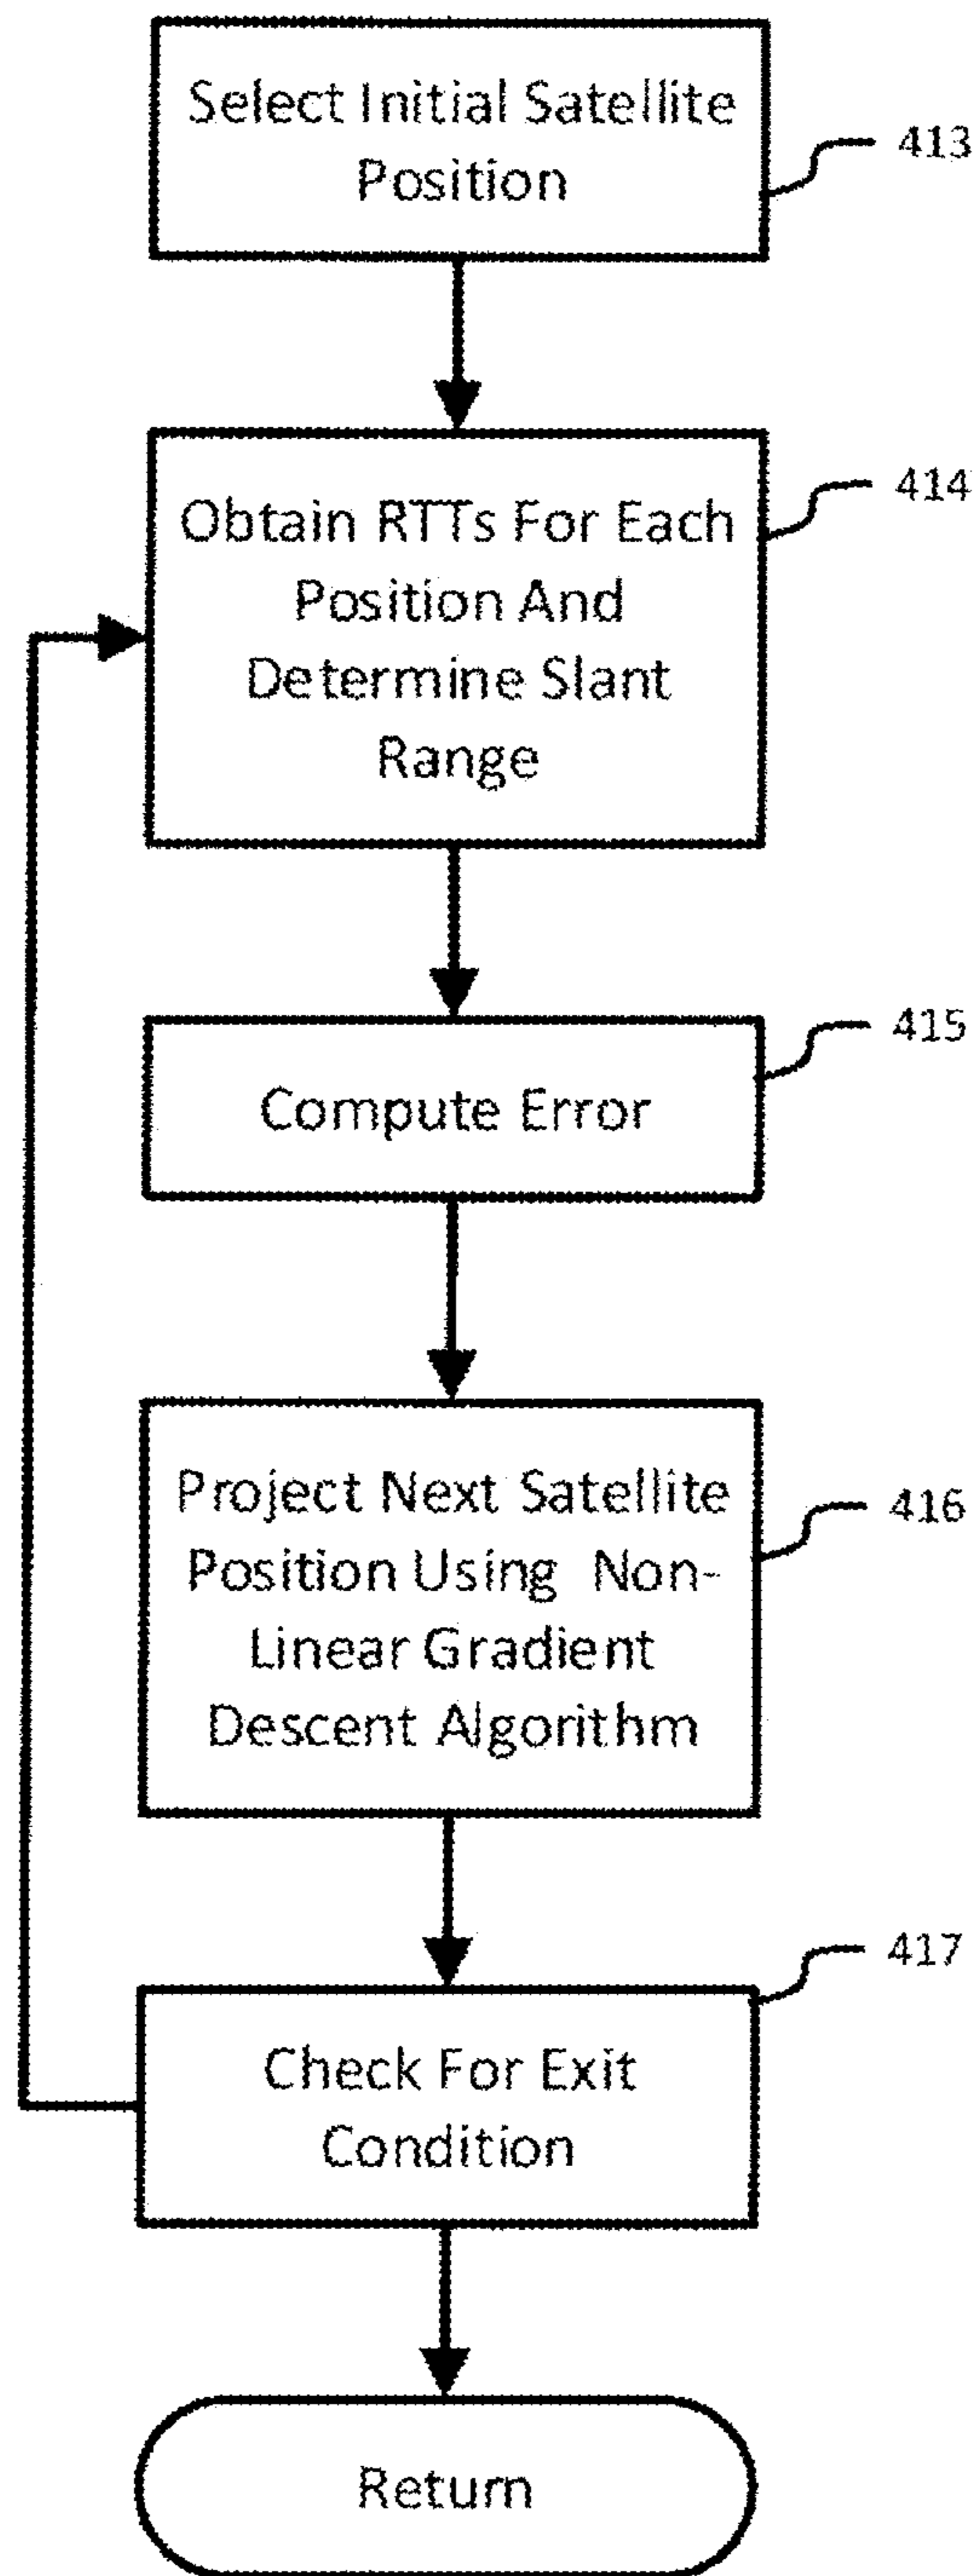 Select Initial Satellite
Position
413
Obtain RTTs For Each
Position And
Determine Slant
Range
414
Compute Error
415
Project Next Satellite
Position Using Non-
Linear Gradient
Descent Algorithm
416
Check For Exit
Condition
417
Return